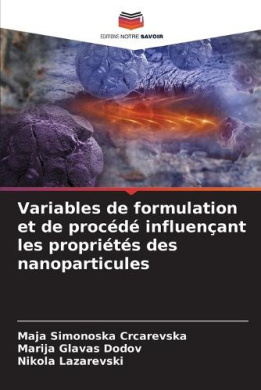 EDITIONS NOTRE SAVOIR
Variables de formulation
et de procédé influençant
les propriétés des
nanoparticules
Maja Simonoska Crcarevska
Marija Glavas Dodov
Nikola Lazarevski